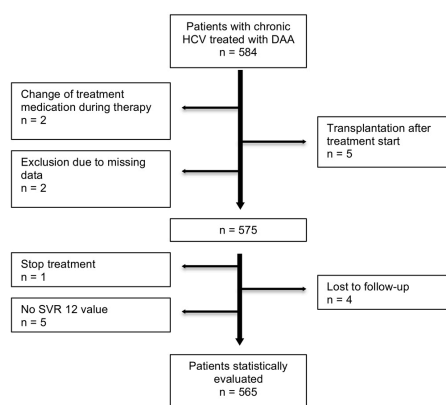 Patients with chronic
HCV treated with DAA
n = 584
Change of treatment
medication during therapy
n = 2
Transplantation after
treatment start
n = 5
Exclusion due to missing
data
n = 2
n = 575
Stop treatment
n = 1
Lost to follow-up
n = 4
No SVR 12 value
n = 5
Patients statistically
evaluated
n = 565